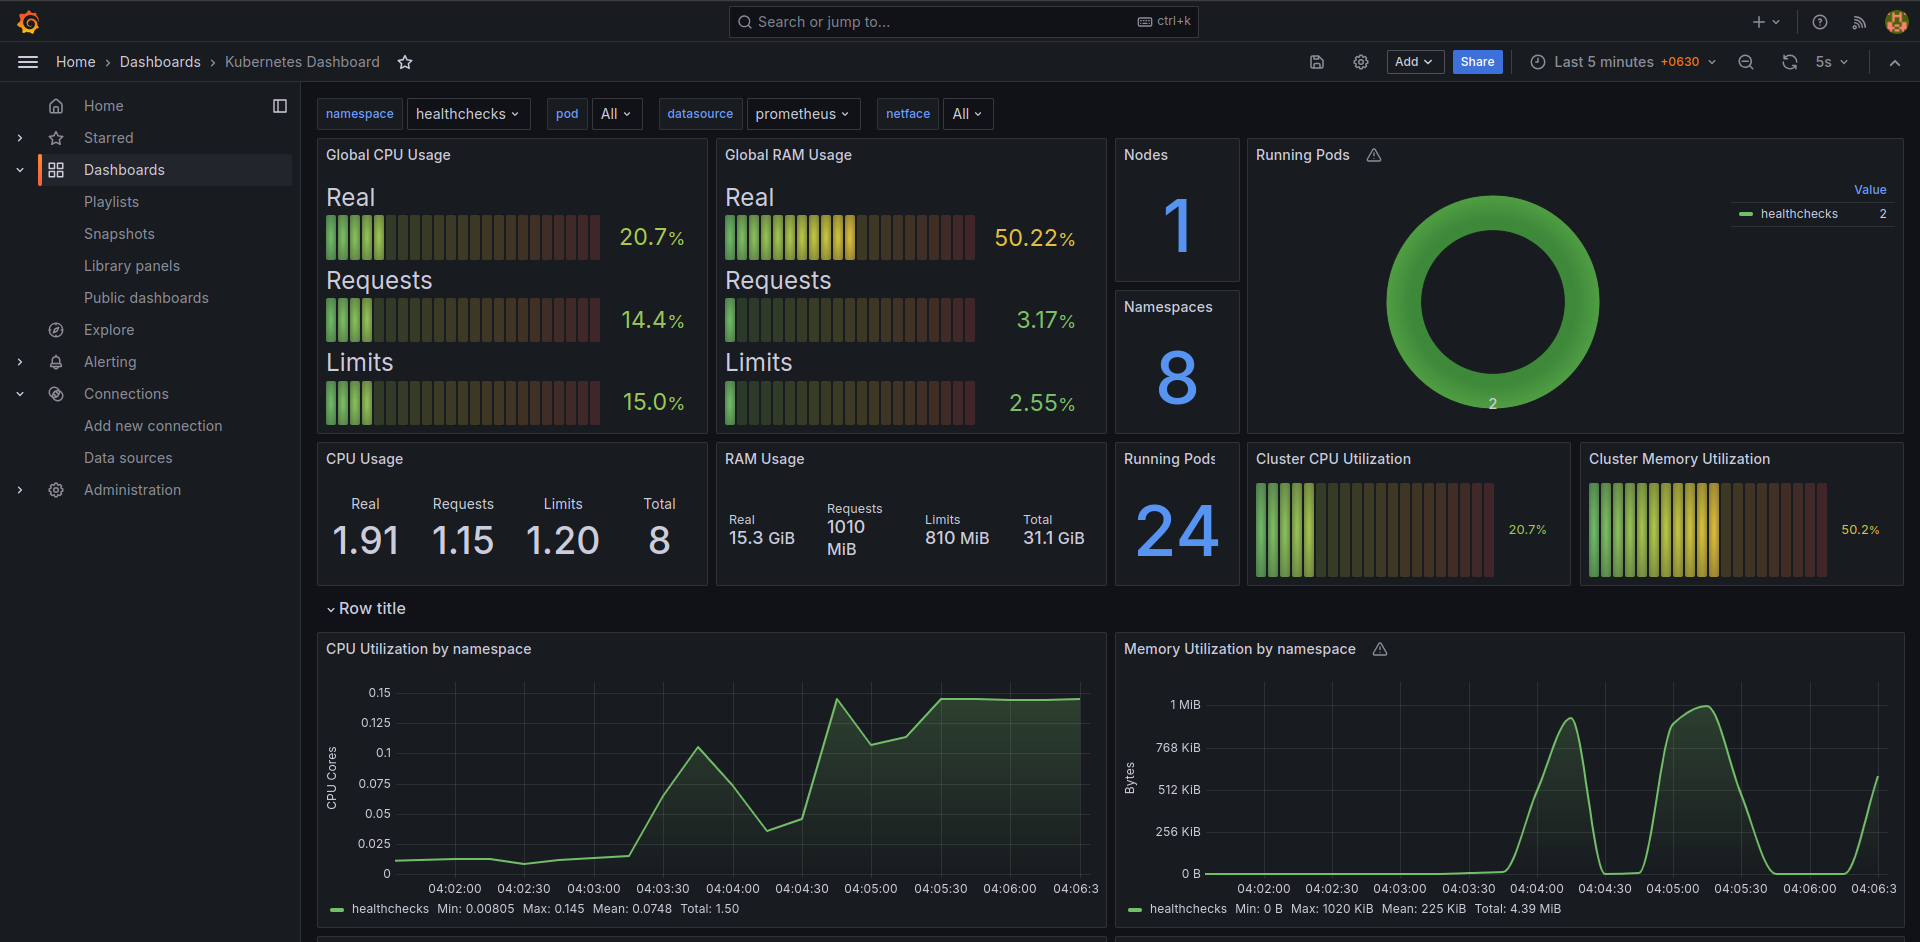 Search or jump to...
ctrl+k
Home › Dashboards › Kubernetes Dashboard
Add
Share
Last 5 minutes +0630
5s
Home
Starred
Dashboards
Playlists
Snapshots
Library panels
Public dashboards
Explore
Alerting
Connections
Add new connection
Data sources
Administration
namespace healthchecks pod All datasource prometheus netface All
Global CPU Usage
Real
20.7%
Requests
14.4%
Limits
15.0%
Global RAM Usage
Real
50.22%
Requests
3.17%
Limits
2.55%
Nodes
1
Namespaces
8
Running Pods
Value
healthchecks 2
2
CPU Usage
Real Requests Limits Total
1.91 1.15 1.20 8
RAM Usage
Real
15.3 GiB
Requests
1010
MiB
Limits
810 MiB
Total
31.1 GiB
Running Pods
24
Cluster CPU Utilization
20.7%
Cluster Memory Utilization
50.2%
Row title
CPU Utilization by namespace
CPU Cores
0.15
0.125
0.1
0.075
0.05
0.025
0
04:02:00 04:02:30 04:03:00 04:03:30 04:04:00 04:04:30 04:05:00 04:05:30 04:06:00 04:06:3
healthchecks Min: 0.00805 Max: 0.145 Mean: 0.0748 Total: 1.50
Memory Utilization by namespace
Bytes
1 MiB
768 KiB
512 KiB
256 KiB
0 B
04:02:00 04:02:30 04:03:00 04:03:30 04:04:00 04:04:30 04:05:00 04:05:30 04:06:00 04:06:3
healthchecks Min: 0 B Max: 1020 KiB Mean: 225 KiB Total: 4.39 MiB